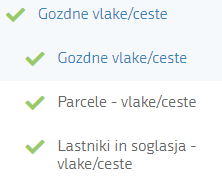 Gozdne vlake/ceste
Gozdne vlake/ceste
Parcele - vlake/ceste
Lastniki in soglasja -
vlake/ceste